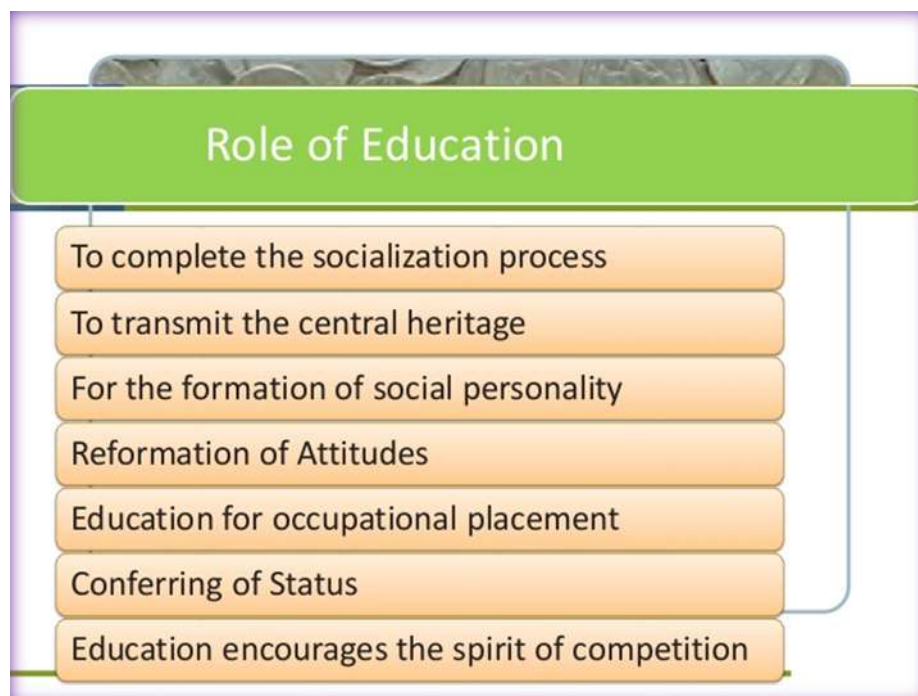 Role of Education
To complete the socialization process
To transmit the central heritage
For the formation of social personality
Reformation of Attitudes
Education for occupational placement
Conferring of Status
Education encourages the spirit of competition